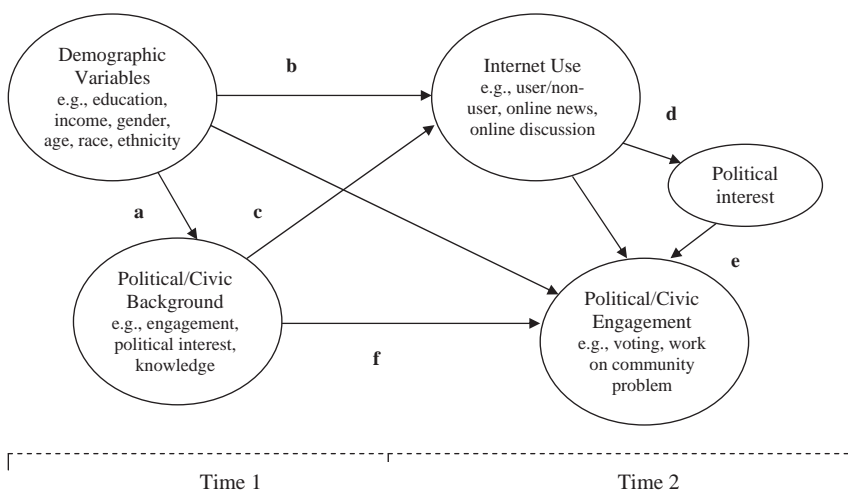 Demographic
Variables
e.g., education,
income, gender,
age, race, ethnicity
b
Internet Use
e.g., user/non-
user, online news,
online discussion
d
Political
interest
a
c
Political/Civic
Background
e.g., engagement,
political interest,
knowledge
e
Political/Civic
Engagement
e.g., voting, work
on community
problem
f
Time 1
Time 2